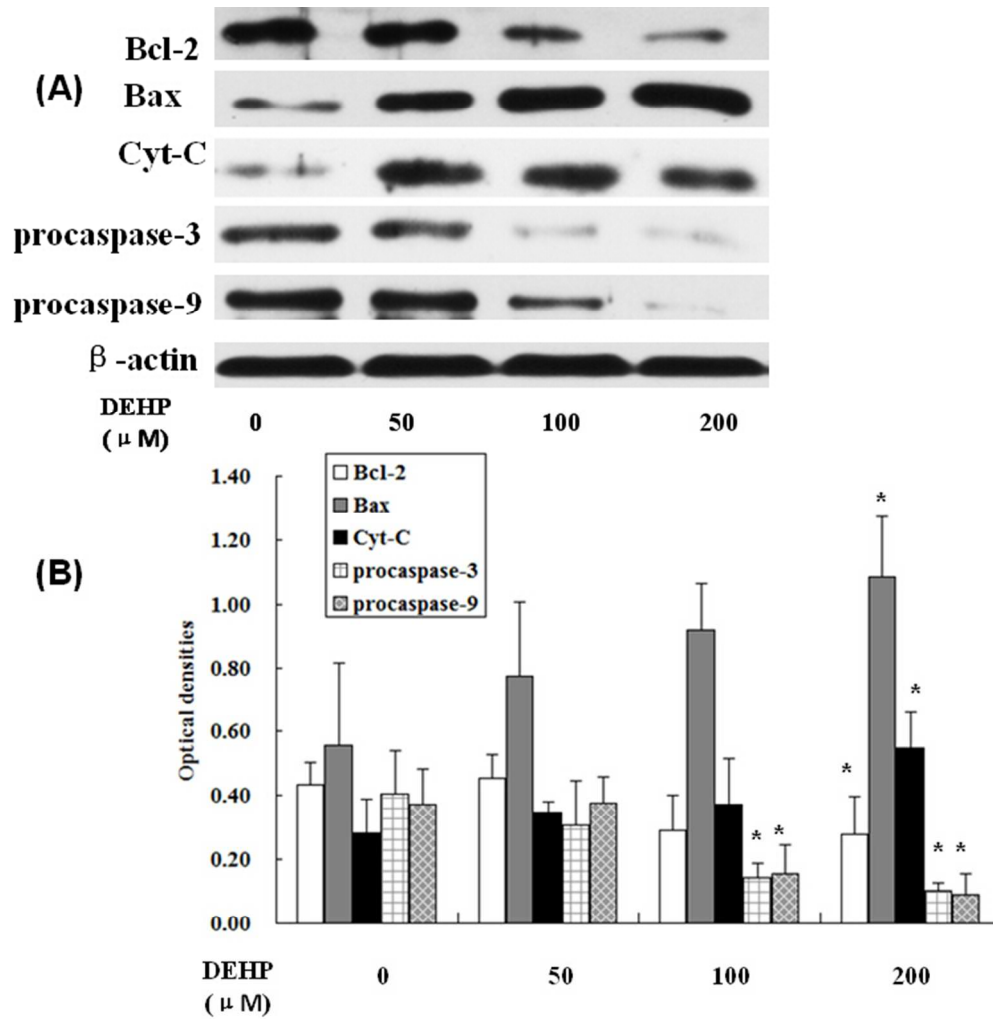 Bcl-2
(A)
Bax
Cyt-C
procaspase-3
procaspase-9
β-actin
DEHP
(μM)
0 50 100 200
(B)
Bcl-2
Bax
Cyt-C
procaspase-3
procaspase-9
Optical densities
1.40
1.20
1.00
0.80
0.60
0.40
0.20
0.00
*
*
*
* *
* *
DEHP
(μM)
0 50 100 200